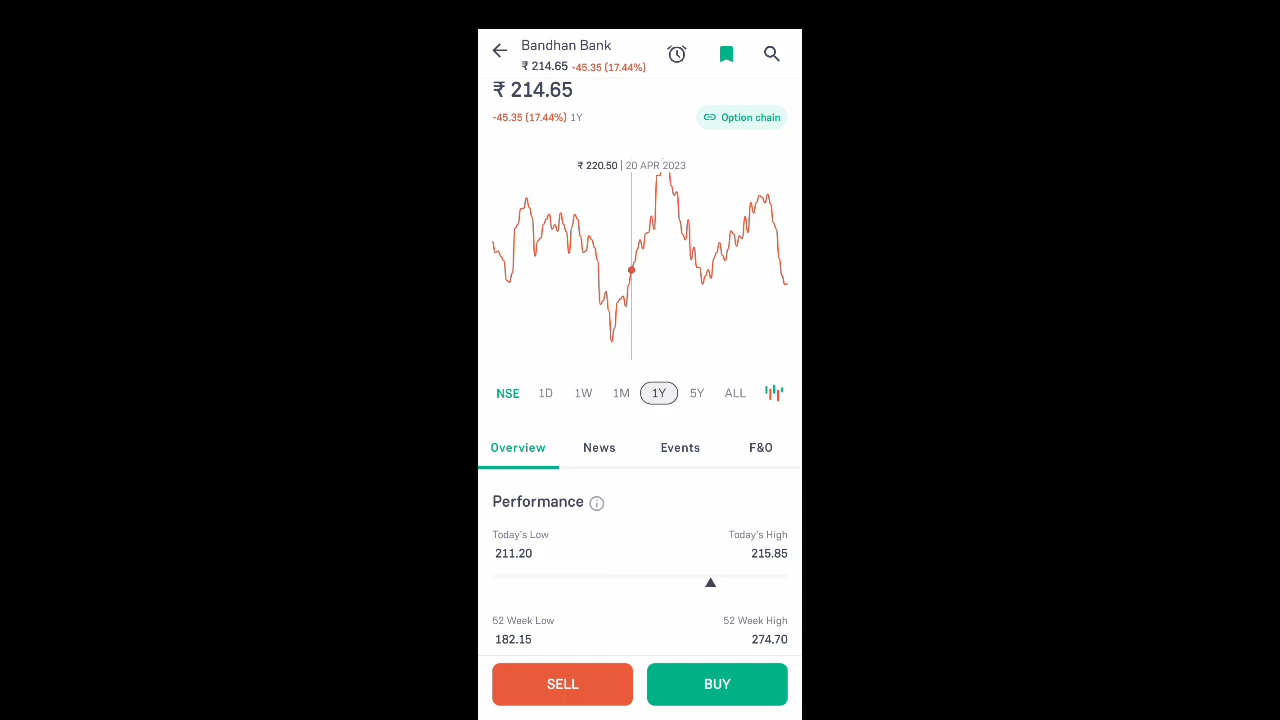 Bandhan Bank
₹ 214.65 -45.35 (17.44%)
₹ 214.65
-45.35 (17.44%) 1Y
Option chain
₹ 220.50 | 20 APR 2023
NSE 1D 1W 1M 1Y 5Y ALL
Overview News Events F&O
Performance
Today's Low Today's High
211.20 215.85
52 Week Low 52 Week High
182.15 274.70
SELL BUY